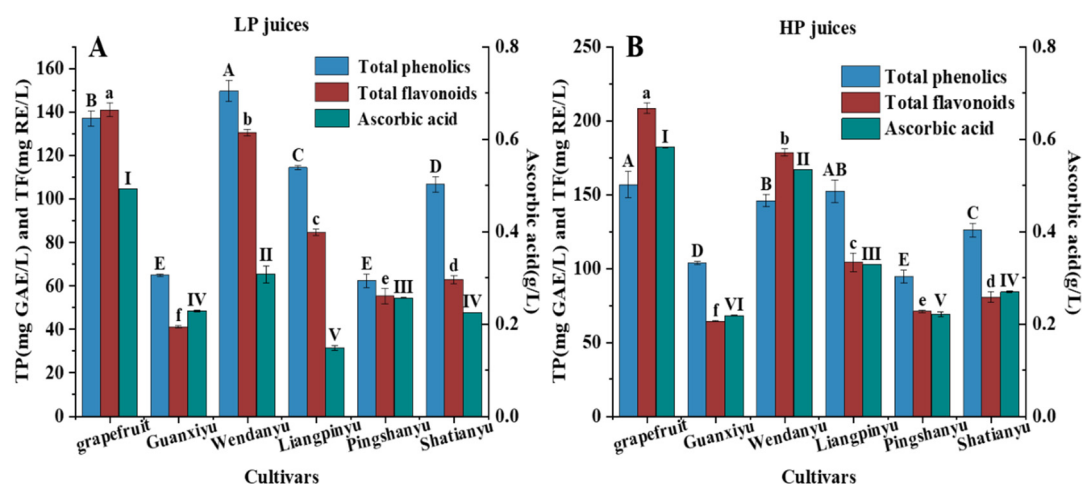 LP juices
A
Total phenolics
Total flavonoids
Ascorbic acid
TP(mg GAE/L) and TF(mg RE/L)
160
140
120
100
80
60
40
20
0
B
a
I
E
f
IV
A
b
II
C
c
V
E
e
III
D
d
IV
0.8
0.6
0.4
0.2
0.0
Ascorbic acid(g/L)
grapefruit
Guanxiyu
Wendanyu
Liangpinyu
Pingshanyu
Shatianyu
Cultivars
HP juices
B
Total phenolics
Total flavonoids
Ascorbic acid
TP(mg GAE/L) and TF(mg RE/L)
250
200
150
100
50
0
A
a
I
D
f
VI
B
b
II
AB
c
III
E
e
V
C
d
IV
0.8
0.6
0.4
0.2
0.0
Ascorbic acid(g/L)
grapefruit
Guanxiyu
Wendanyu
Liangpinyu
Pingshanyu
Shatianyu
Cultivars